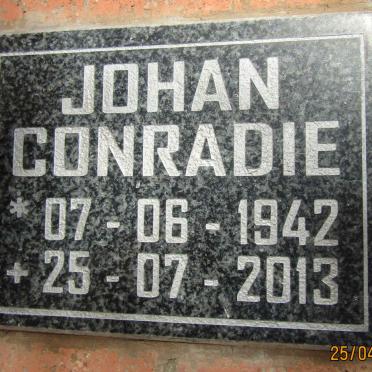 JOHAN
CONRADIE
* 07 - 06 - 1942
+ 25 - 07 - 2013
25/04